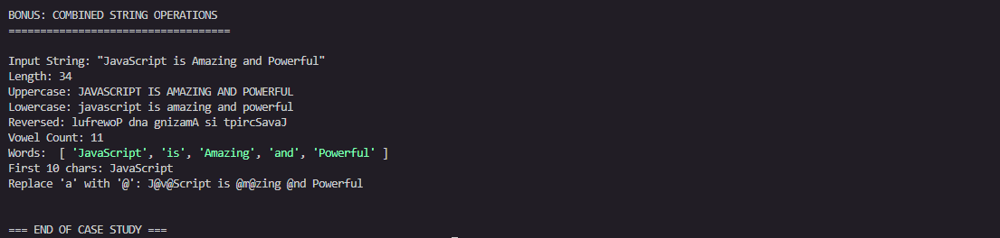 BONUS: COMBINED STRING OPERATIONS
===================================
Input String: "JavaScript is Amazing and Powerful"
Length: 34
Uppercase: JAVASCRIPT IS AMAZING AND POWERFUL
Lowercase: javascript is amazing and powerful
Reversed: lufrewoP dna gnizamA si tpircSavaJ
Vowel Count: 11
Words:  [ 'JavaScript', 'is', 'Amazing', 'and', 'Powerful' ]
First 10 chars: JavaScript
Replace 'a' with '@': J@v@Script is @m@zing @nd Powerful
=== END OF CASE STUDY ===